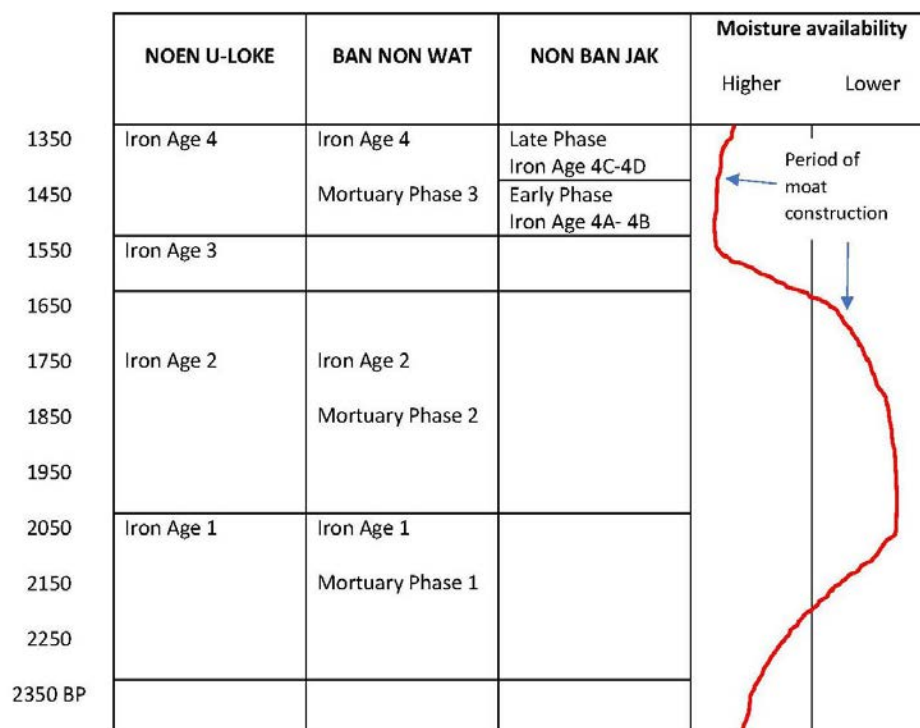 NOEN U-LOKE BAN NON WAT NON BAN JAK Moisture availability
Higher Lower
1350 Iron Age 4 Iron Age 4 Late Phase
Iron Age 4C-4D
Period of
moat
construction
1450 Mortuary Phase 3 Early Phase
Iron Age 4A- 4B
1550 Iron Age 3
1650
1750 Iron Age 2 Iron Age 2
1850 Mortuary Phase 2
1950
2050 Iron Age 1 Iron Age 1
2150 Mortuary Phase 1
2250
2350 BP